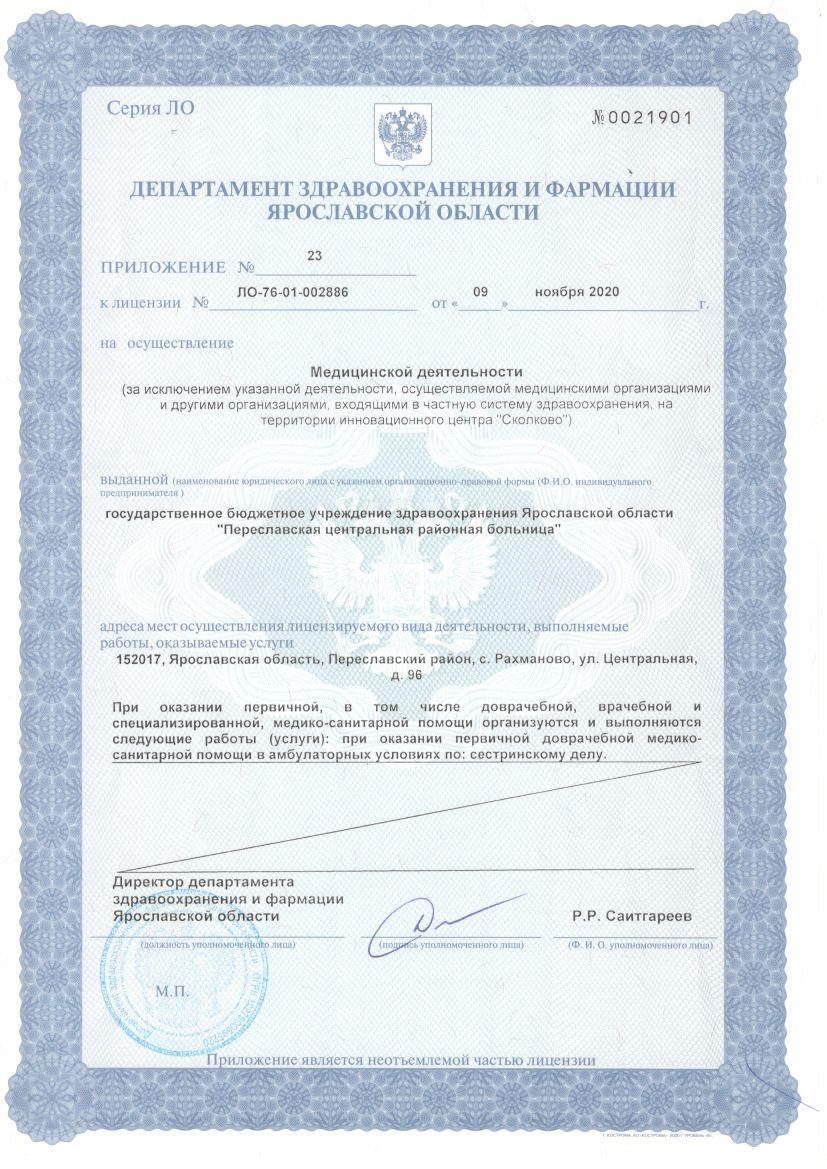 Серия ЛО
№0021901
ДЕПАРТАМЕНТ ЗДРАВООХРАНЕНИЯ И ФАРМАЦИИ
ЯРОСЛАВСКОЙ ОБЛАСТИ
ПРИЛОЖЕНИЕ № 23
к лицензии № ЛО-76-01-002886 от « 09 » ноября 2020 г.
на осуществление
Медицинской деятельности
(за исключением указанной деятельности, осуществляемой медицинскими организациями
и другими организациями, входящими в частную систему здравоохранения, на
территории инновационного центра "Сколково")
выданной (наименование юридического лица с указанием организационно-правовой формы (Ф.И.О. индивидуального
предпринимателя )
государственное бюджетное учреждение здравоохранения Ярославской области
"Переславская центральная районная больница"
адреса мест осуществления лицензируемого вида деятельности, выполняемые
работы, оказываемые услуги
152017, Ярославская область, Переславский район, с. Рахманово, ул. Центральная,
д. 96
При оказании первичной, в том числе доврачебной, врачебной и
специализированной, медико-санитарной помощи организуются и выполняются
следующие работы (услуги): при оказании первичной доврачебной медико-
санитарной помощи в амбулаторных условиях по: сестринскому делу.
Директор департамента
здравоохранения и фармации
Ярославской области
Р.Р. Саитгареев
(должность уполномоченного лица)
(подпись уполномоченного лица)
(Ф. И. О. уполномоченного лица)
М.П.
Приложение является неотъемлемой частью лицензии